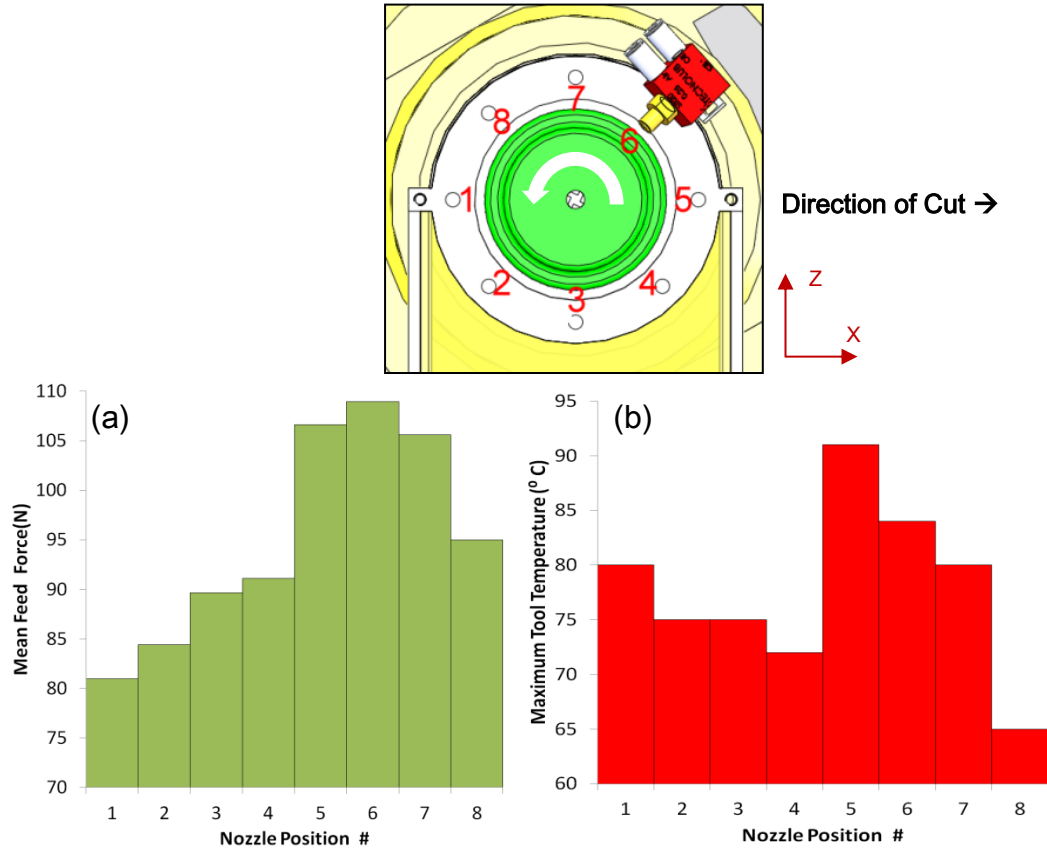 7
8
6
1
5
2
4
3
TECNOLUB
Direction of Cut →
Z
X
(a)
110
105
100
95
90
85
80
75
70
Mean Feed Force(N)
1 2 3 4 5 6 7 8
Nozzle Position #
(b)
95
90
85
80
75
70
65
60
Maximum Tool Temperature (⁰ C)
1 2 3 4 5 6 7 8
Nozzle Position #